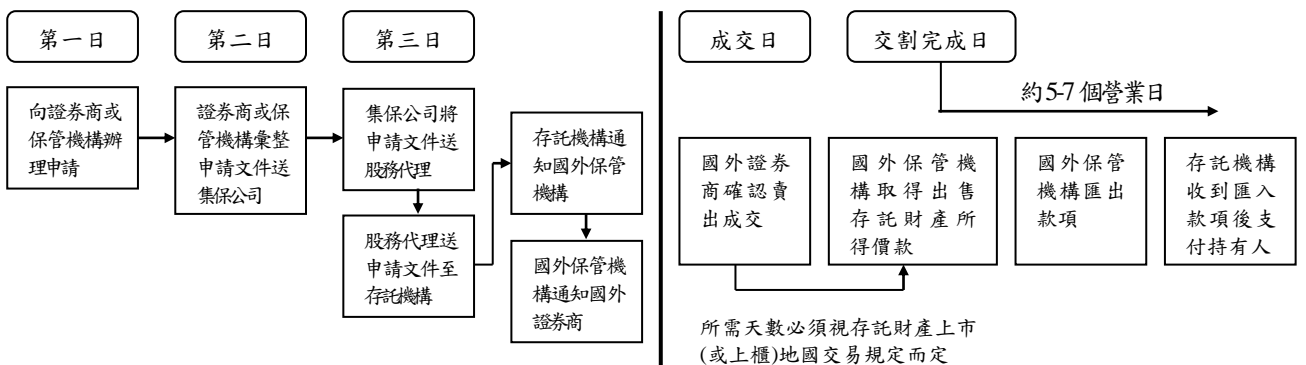 第一日
第二日
第三日
向證券商或
保管機構辦
理申請
證券商或保
管機構彙整
申請文件送
集保公司
集保公司將
申請文件送
股務代理
股務代理送
申請文件至
存託機構
存託機構通
知國外保管
機構
國外保管機
構通知國外
證券商
成交日
交割完成日
約5-7 個營業日
國外證券
商確認賣
出成交
國外保管機
構取得出售
存託財產所
得價款
國外保管
機構匯出
款項
存託機構
收到匯入
款項後支
付持有人
所需天數必須視存託財產上市
(或上櫃)地國交易規定而定